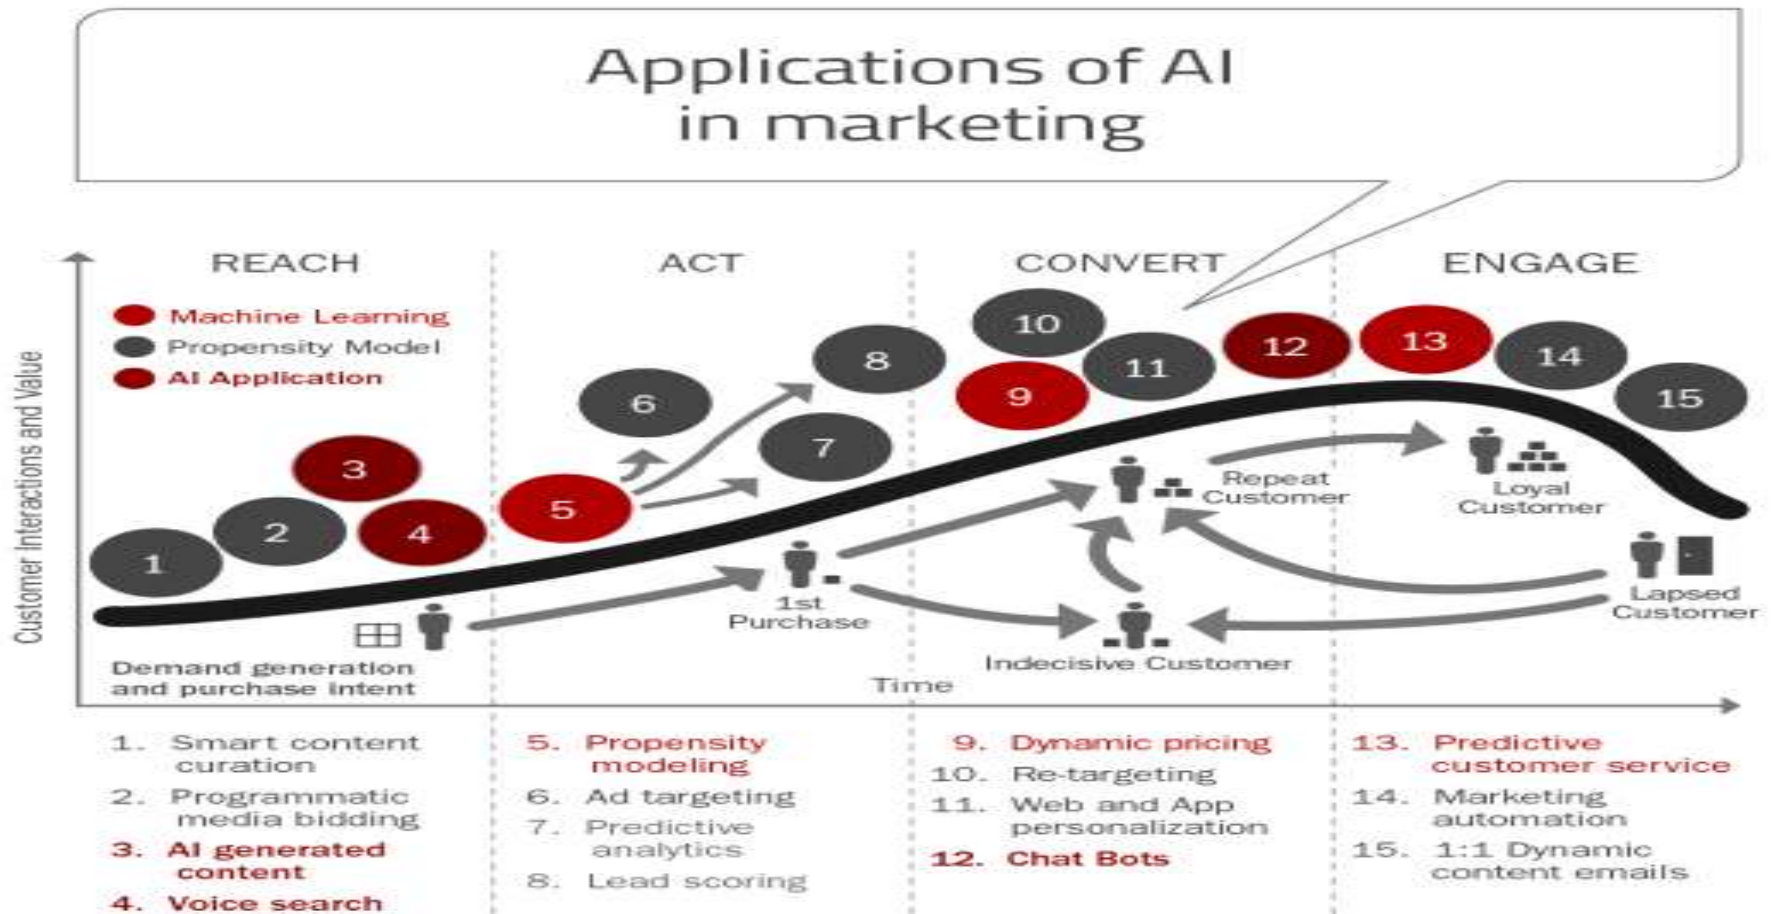 Applications of AI
in marketing
REACH
ACT
CONVERT
ENGAGE
Machine Learning
Propensity Model
AI Application
Customer Interactions and Value
1
2
3
4
5
6
7
8
9
10
11
12
13
14
15
Repeat
Customer
Loyal
Customer
1st
Purchase
Lapsed
Customer
Indecisive Customer
Demand generation
and purchase intent
Time
1. Smart content
curation
2. Programmatic
media bidding
3. AI generated
content
4. Voice search
5. Propensity
modeling
6. Ad targeting
7. Predictive
analytics
8. Lead scoring
9. Dynamic pricing
10. Re-targeting
11. Web and App
personalization
12. Chat Bots
13. Predictive
customer service
14. Marketing
automation
15. 1:1 Dynamic
content emails